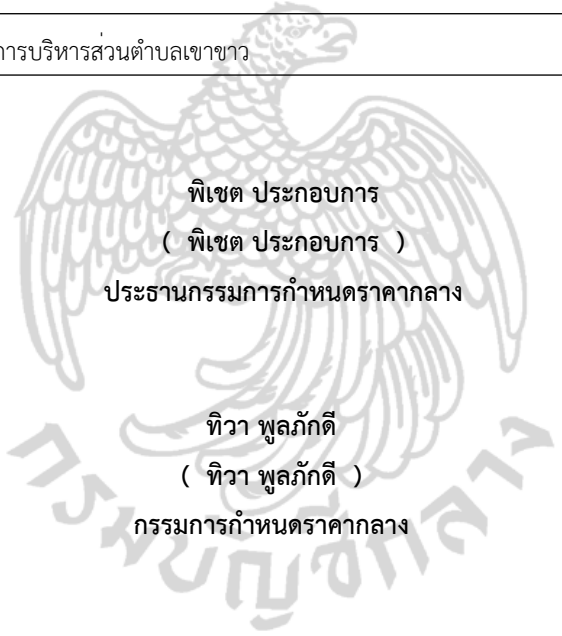 การบริหารส่วนตำบลเขาขาว
พิเชต ประกอบการ
( พิเชต ประกอบการ )
ประธานกรรมการกำหนดราคากลาง
ทิวา พูลภักดี
( ทิวา พูลภักดี )
กรรมการกำหนดราคากลาง
กรมบัญชีกลาง